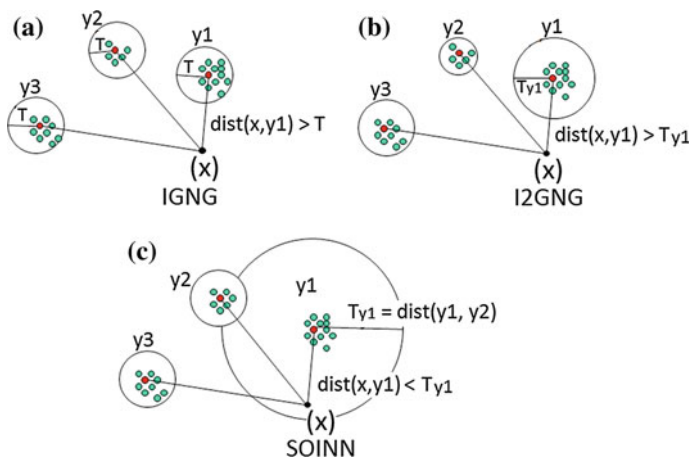 (a)
y2
y1
T
T
y3
T
dist(x,y1) > T
(x)
IGNG
(b)
y2
y1
y3
Ty1
dist(x,y1) > Ty1
(x)
I2GNG
(c)
y2
y1
Ty1 = dist(y1, y2)
y3
dist(x,y1) < Ty1
(x)
SOINN